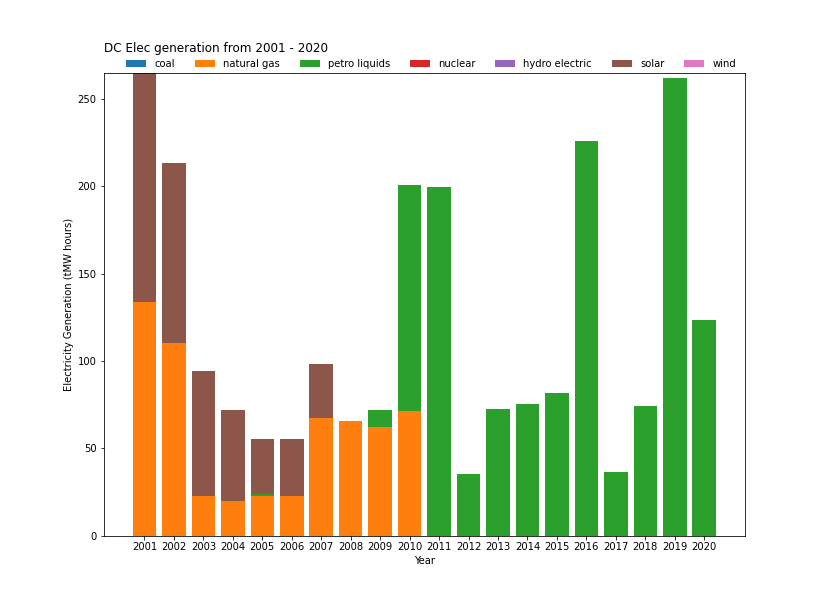 DC Elec generation from 2001 - 2020
coal natural gas petro liquids nuclear hydro electric solar wind
250
200
150
100
50
0
Electricity Generation (tMW hours)
2001 2002 2003 2004 2005 2006 2007 2008 2009 2010 2011 2012 2013 2014 2015 2016 2017 2018 2019 2020
Year